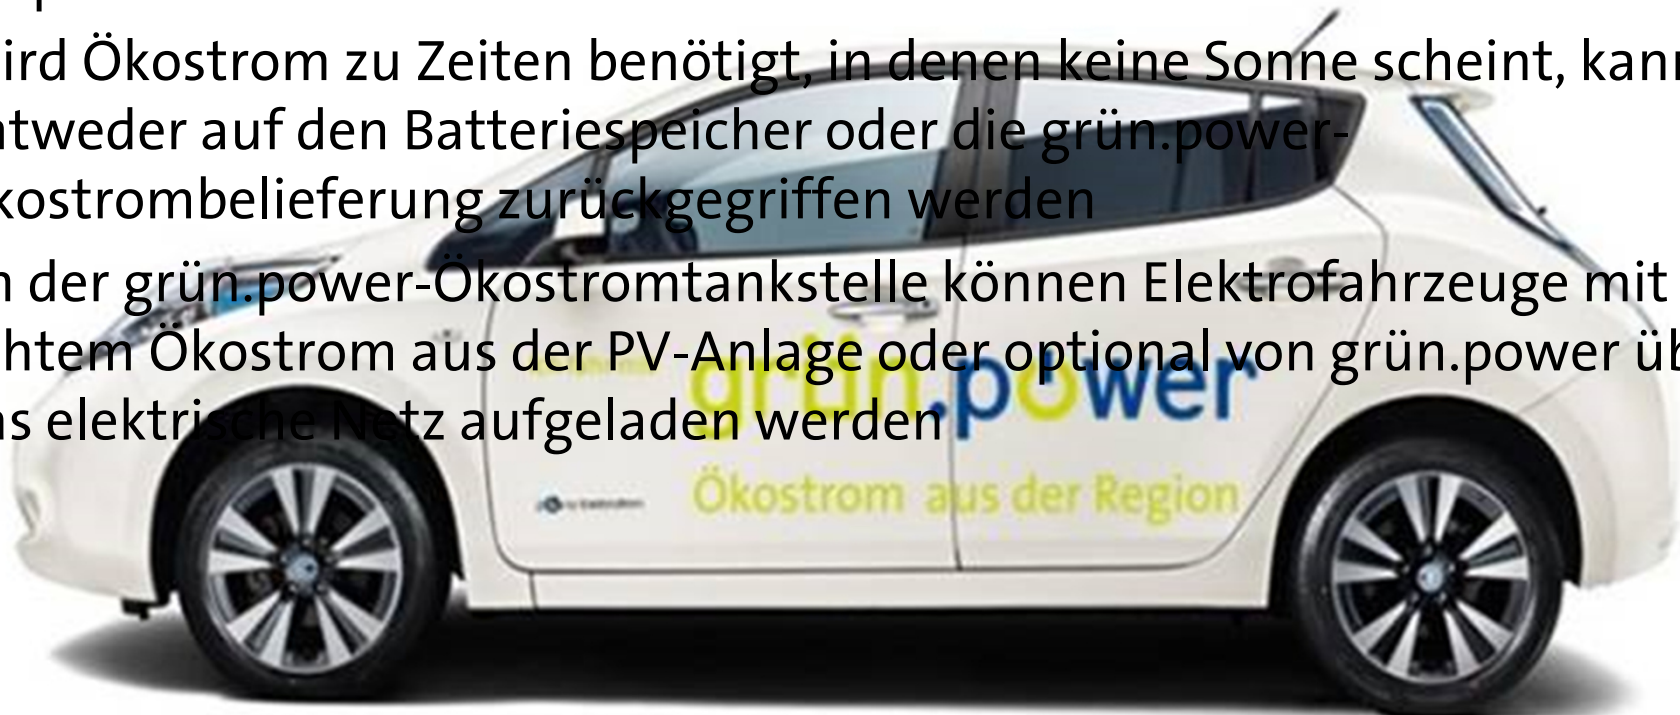 ird Ökostrom zu Zeiten benötigt, in denen keine Sonne scheint, kann
ntweder auf den Batteriespeicher oder die grün.power-
kostrombelieferung zurückgegriffen werden
n der grün.power-Ökostromtankstelle können Elektrofahrzeuge mit
htem Ökostrom aus der PV-Anlage oder optional von grün.power üb
ns elektrische Netz aufgeladen werden
grün.power
Ökostrom aus der Region